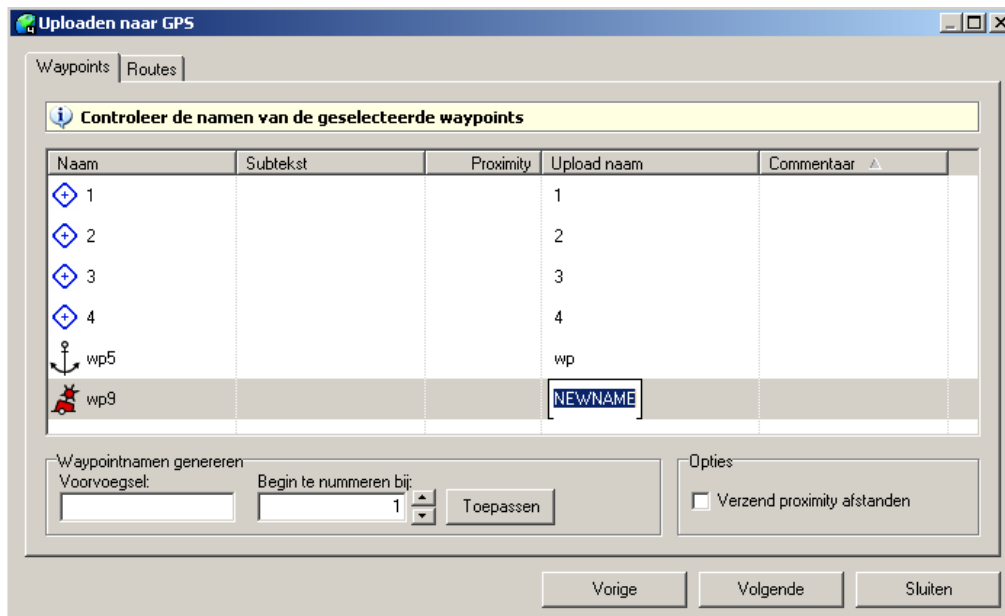 Uploaden naar GPS
Waypoints Routes
Controleer de namen van de geselecteerde waypoints
Naam Subtekst Proximity Upload naam Commentaar
1 1
2 2
3 3
4 4
wp5 wp
wp9 NEWNAME
Waypointnamen genereren Opties
Voorvoegsel: Begin te nummeren bij:
1 Toepassen Verzend proximity afstanden
Vorige Volgende Sluiten